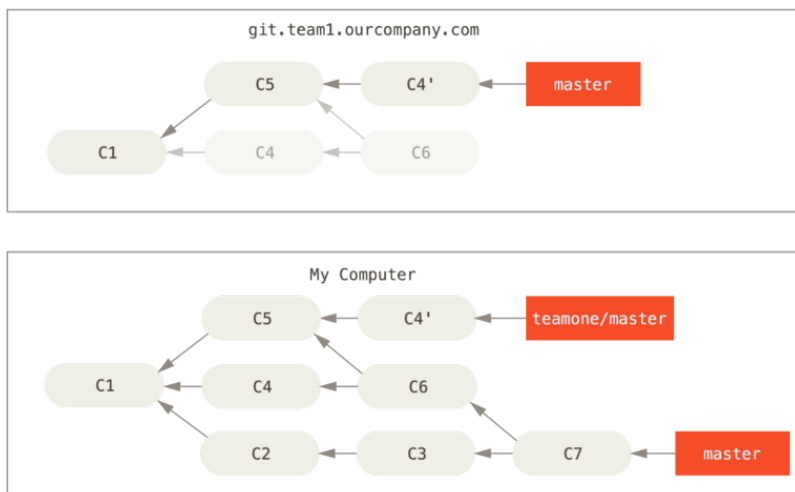 git.team1.ourcompany.com
C5 C4' master
C1 C4 C6
My Computer
C5 C4' teamone/master
C1 C4 C6
C2 C3 C7 master